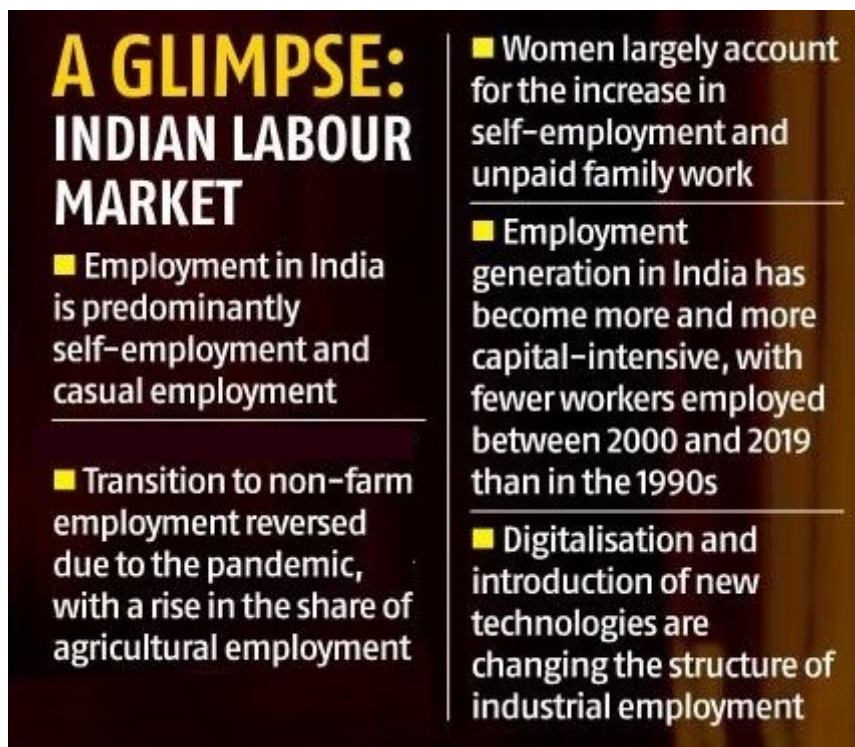 A GLIMPSE:
INDIAN LABOUR
MARKET
■ Employment in India
is predominantly
self-employment and
casual employment
■ Transition to non-farm
employment reversed
due to the pandemic,
with a rise in the share of
agricultural employment
■ Women largely account
for the increase in
self-employment and
unpaid family work
■ Employment
generation in India has
become more and more
capital-intensive, with
fewer workers employed
between 2000 and 2019
than in the 1990s
■ Digitalisation and
introduction of new
technologies are
changing the structure of
industrial employment